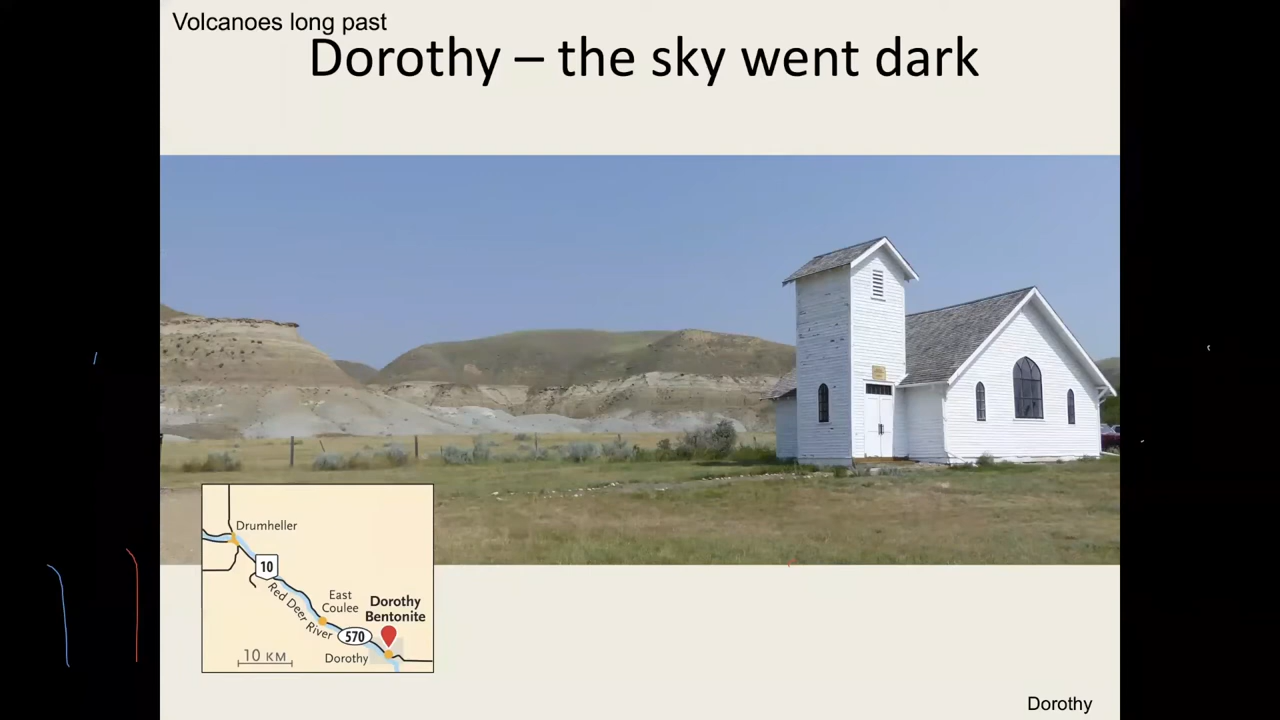 Volcanoes long past
Dorothy – the sky went dark
Drumheller
10
Red Deer River
East
Coulee
Dorothy
Bentonite
570
10 KM
Dorothy
Dorothy